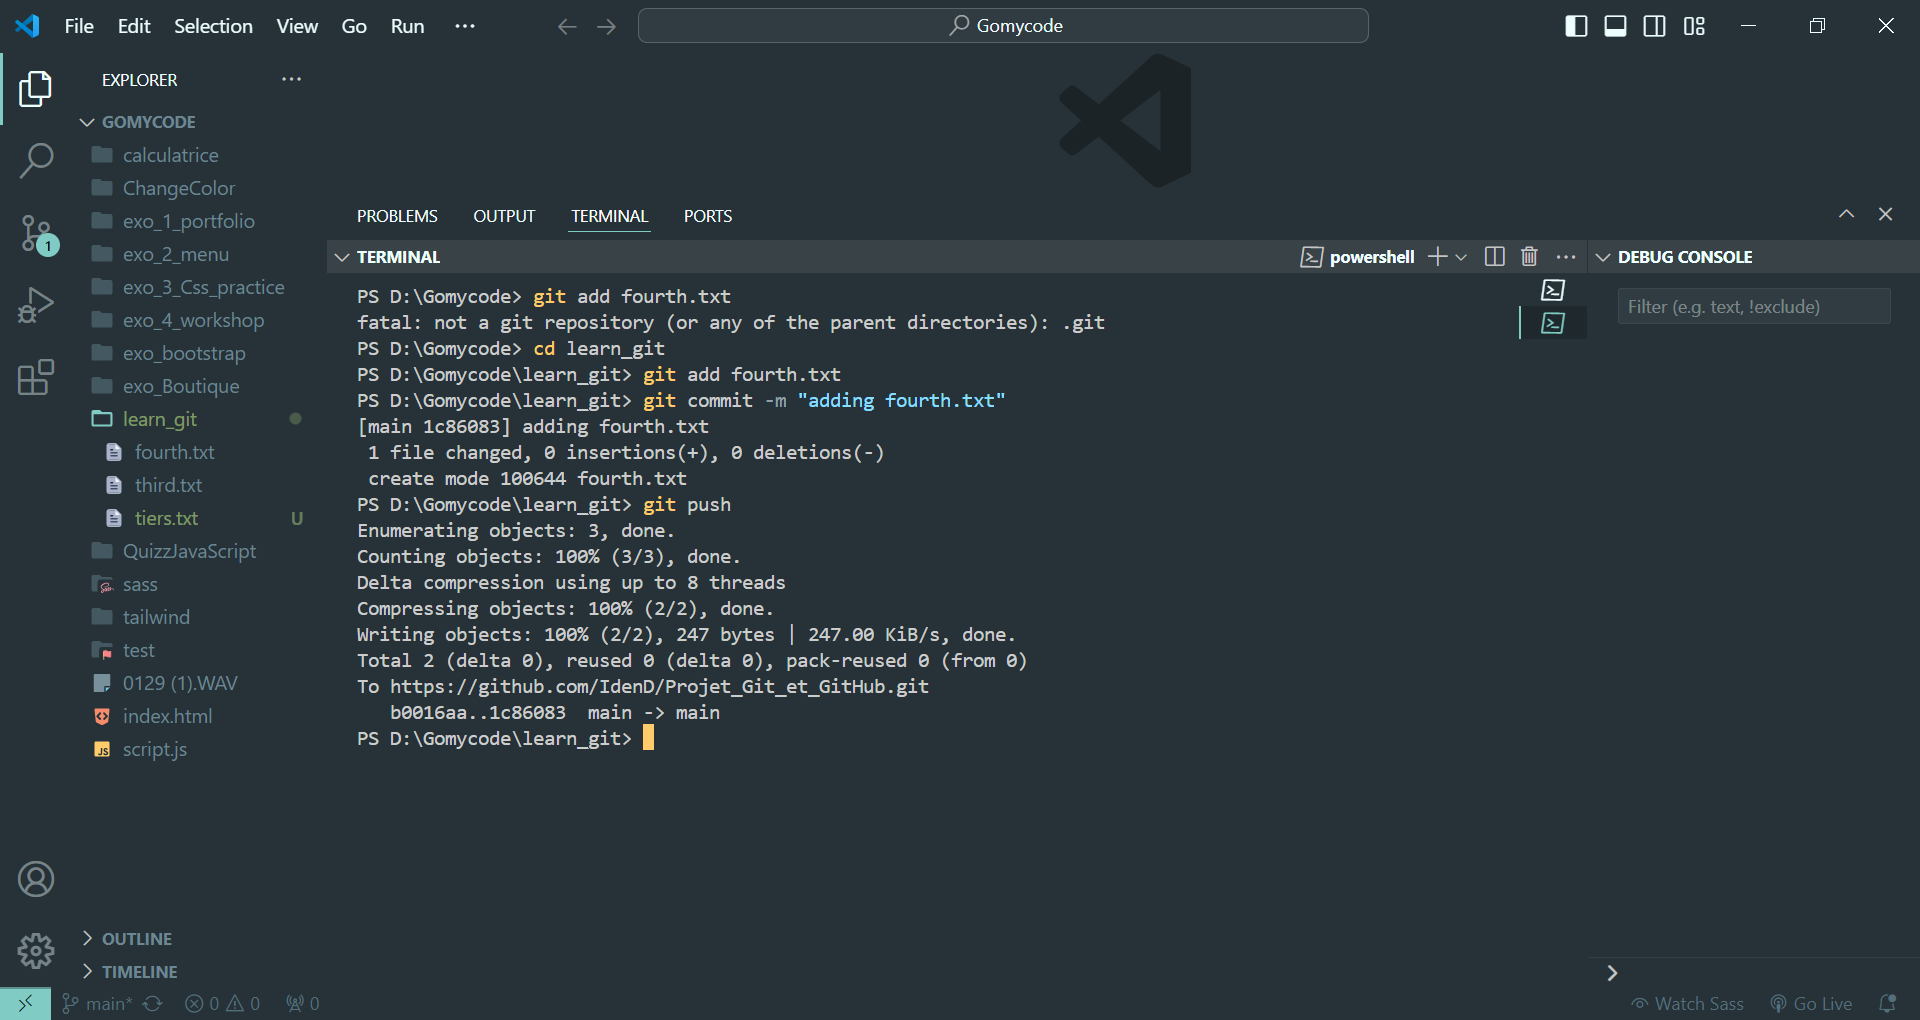 File Edit Selection View Go Run ···
Gomycode
EXPLORER
GOMYCODE
calculatrice
ChangeColor
exo_1_portfolio
exo_2_menu
exo_3_Css_practice
exo_4_workshop
exo_bootstrap
exo_Boutique
learn_git
fourth.txt
third.txt
tiers.txt U
QuizzJavaScript
sass
tailwind
test
0129 (1).WAV
index.html
JS script.js
OUTLINE
TIMELINE
1
PROBLEMS OUTPUT TERMINAL PORTS
TERMINAL
powershell
PS D:\Gomycode> git add fourth.txt
fatal: not a git repository (or any of the parent directories): .git
PS D:\Gomycode> cd learn_git
PS D:\Gomycode\learn_git> git add fourth.txt
PS D:\Gomycode\learn_git> git commit -m "adding fourth.txt"
[main 1c86083] adding fourth.txt
1 file changed, 0 insertions(+), 0 deletions(-)
create mode 100644 fourth.txt
PS D:\Gomycode\learn_git> git push
Enumerating objects: 3, done.
Counting objects: 100% (3/3), done.
Delta compression using up to 8 threads
Compressing objects: 100% (2/2), done.
Writing objects: 100% (2/2), 247 bytes | 247.00 KiB/s, done.
Total 2 (delta 0), reused 0 (delta 0), pack-reused 0 (from 0)
To https://github.com/IdenD/Projet_Git_et_GitHub.git
b0016aa..1c86083 main -> main
PS D:\Gomycode\learn_git>
DEBUG CONSOLE
Filter (e.g. text, !exclude)
main* 0 0 0
Watch Sass Go Live